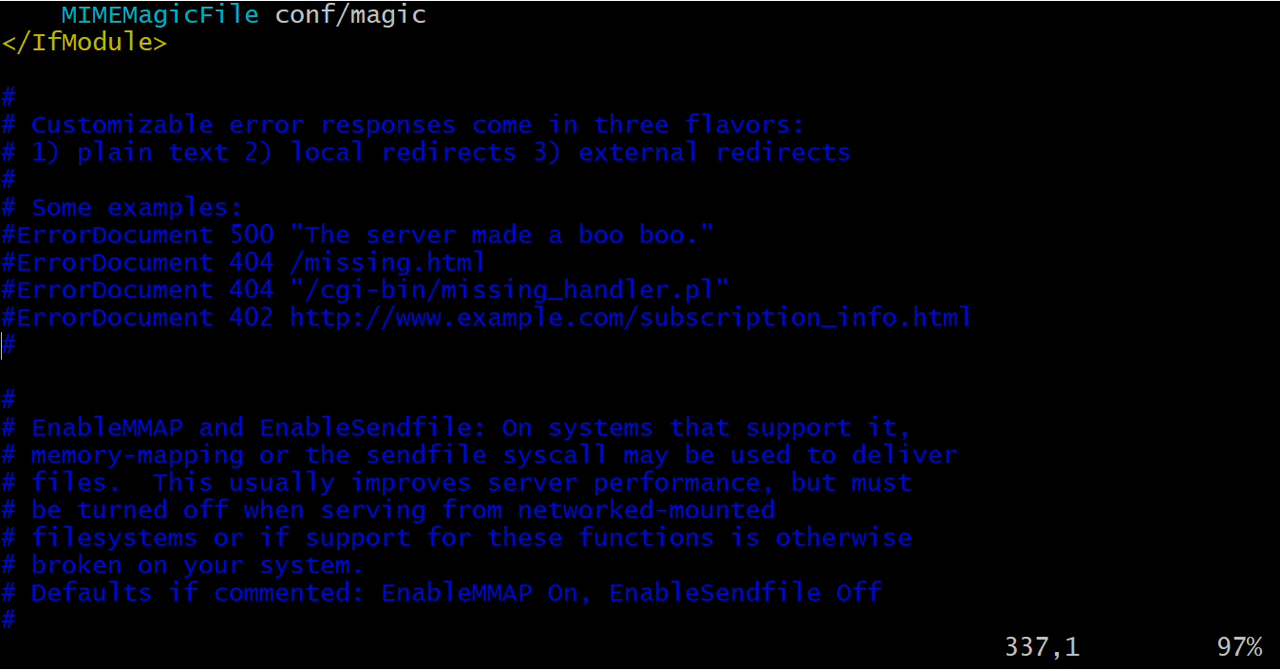 MIMEMagicFile conf/magic
</IfModule>
#
# Customizable error responses come in three flavors:
# 1) plain text 2) local redirects 3) external redirects
#
# Some examples:
#ErrorDocument 500 "The server made a boo boo."
#ErrorDocument 404 /missing.html
#ErrorDocument 404 "/cgi-bin/missing_handler.pl"
#ErrorDocument 402 http://www.example.com/subscription_info.html
#
#
# EnableMMAP and EnableSendfile: On systems that support it,
# memory-mapping or the sendfile syscall may be used to deliver
# files.  This usually improves server performance, but must
# be turned off when serving from networked-mounted
# filesystems or if support for these functions is otherwise
# broken on your system.
# Defaults if commented: EnableMMAP On, EnableSendfile Off
#
337,1 97%